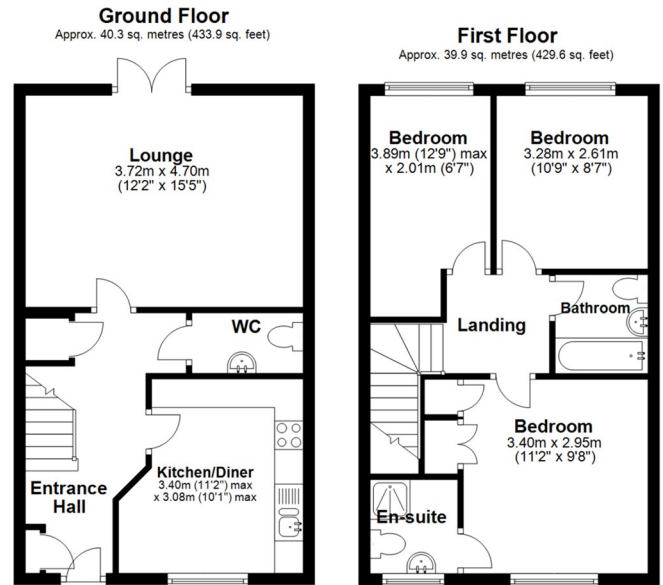 Ground Floor
Approx. 40.3 sq. metres (433.9 sq. feet)
Lounge
3.72m x 4.70m
(12'2" x 15'5")
WC
Kitchen/Diner
3.40m (11'2") max
x 3.08m (10'1") max
Entrance
Hall
First Floor
Approx. 39.9 sq. metres (429.6 sq. feet)
Bedroom
3.89m (12'9") max
x 2.01m (6'7")
Bedroom
3.28m x 2.61m
(10'9" x 8'7")
Landing
Bathroom
Bedroom
3.40m x 2.95m
(11'2" x 9'8")
En-suite